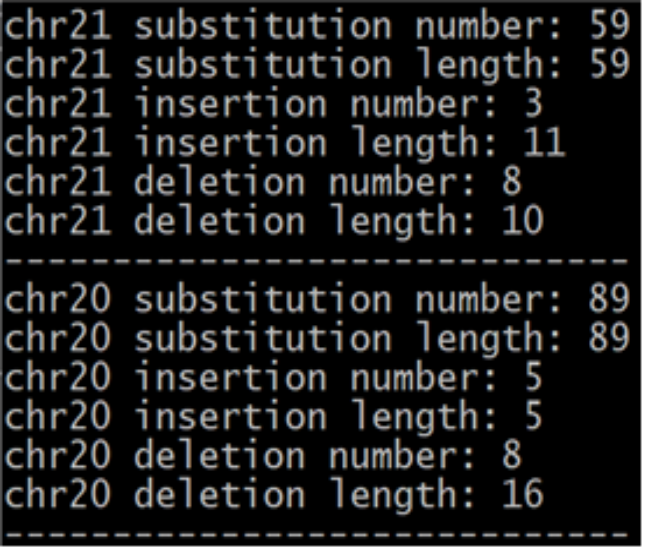 chr21 substitution number: 59
chr21 substitution length: 59
chr21 insertion number: 3
chr21 insertion length: 11
chr21 deletion number: 8
chr21 deletion length: 10
-----------------------------
chr20 substitution number: 89
chr20 substitution length: 89
chr20 insertion number: 5
chr20 insertion length: 5
chr20 deletion number: 8
chr20 deletion length: 16
-----------------------------